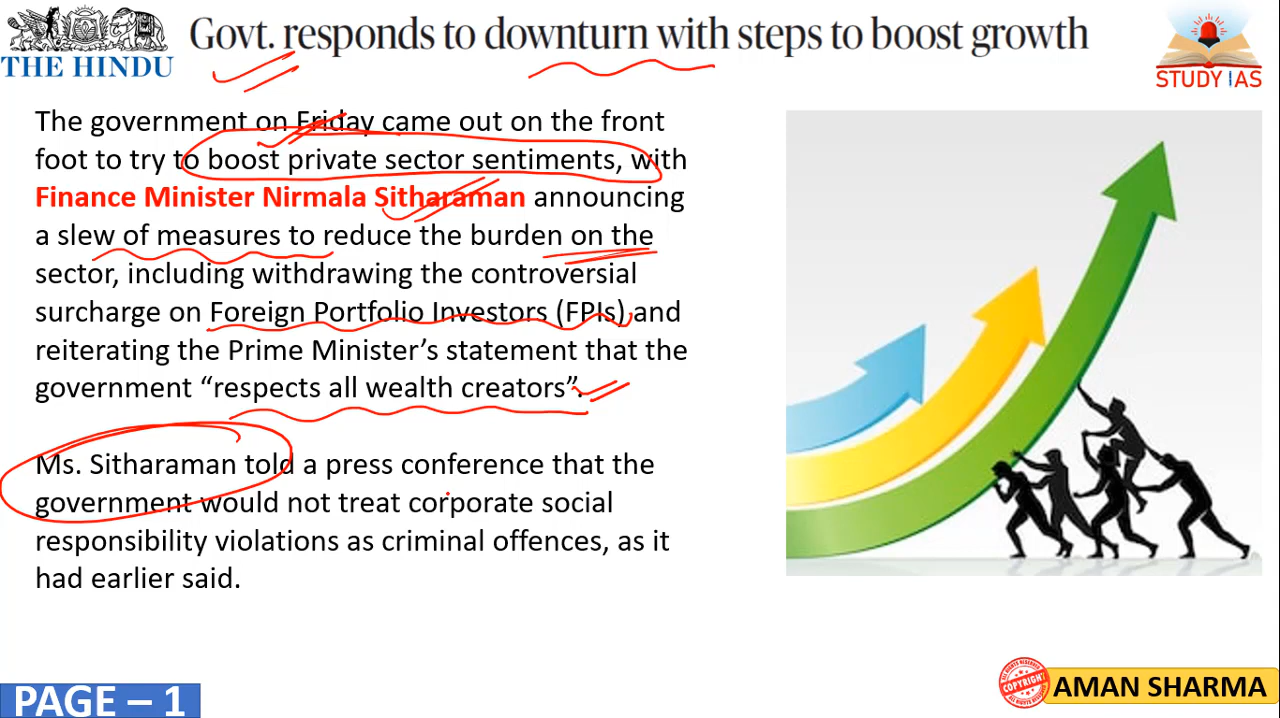 Govt. responds to downturn with steps to boost growth
THE HINDU
STUDY IAS
The government on Friday came out on the front
foot to try to boost private sector sentiments, with
Finance Minister Nirmala Sitharaman announcing
a slew of measures to reduce the burden on the
sector, including withdrawing the controversial
surcharge on Foreign Portfolio Investors (FPIs) and
reiterating the Prime Minister’s statement that the
government “respects all wealth creators”.
Ms. Sitharaman told a press conference that the
government would not treat corporate social
responsibility violations as criminal offences, as it
had earlier said.
PAGE – 1
COPYRIGHT
AMAN SHARMA